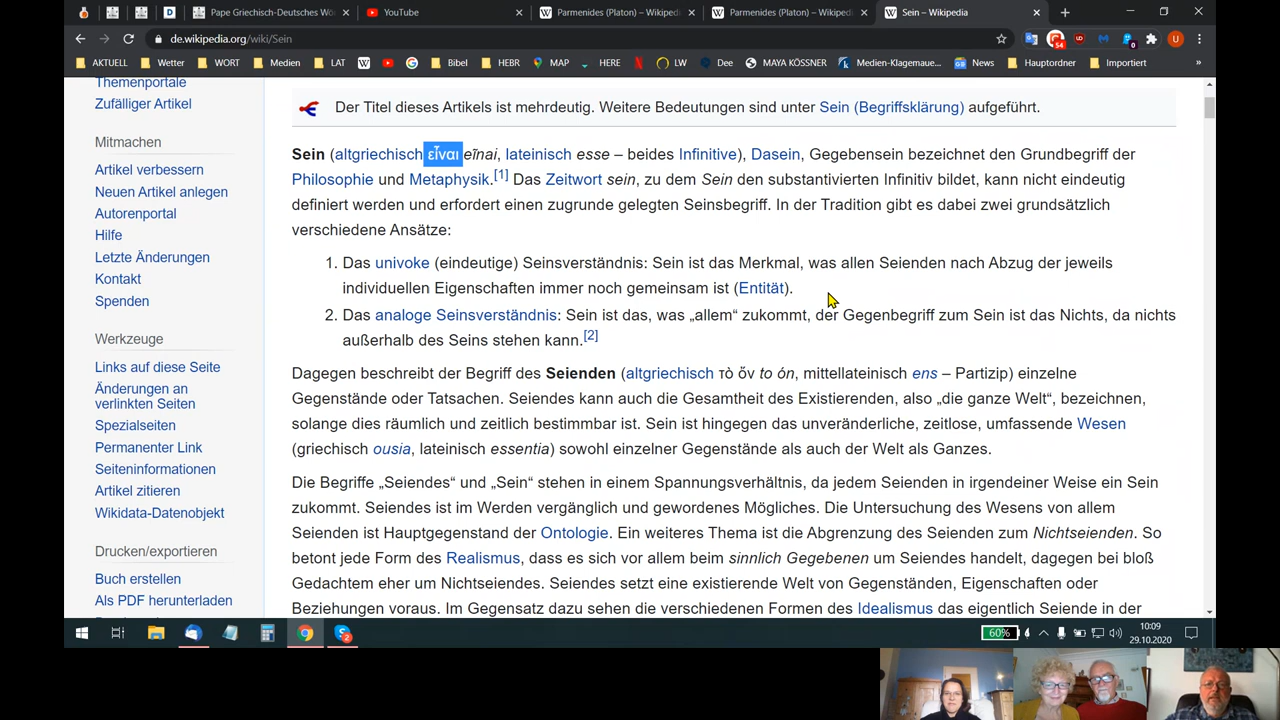 Pape Griechisch-Deutsches Wö
YouTube
Parmenides (Platon) – Wikipedi
Parmenides (Platon) – Wikipedi
Sein – Wikipedia
de.wikipedia.org/wiki/Sein
AKTUELL
Wetter
WORT
Medien
LAT
Bibel
HEBR
MAP
HERE
LW
Dee
MAYA KÖSSNER
Medien-Klagemaue...
News
Hauptordner
Importiert
Themenportale
Zufälliger Artikel
Mitmachen
Artikel verbessern
Neuen Artikel anlegen
Autorenportal
Hilfe
Letzte Änderungen
Kontakt
Spenden
Werkzeuge
Links auf diese Seite
Änderungen an
verlinkten Seiten
Spezialseiten
Permanenter Link
Seiteninformationen
Artikel zitieren
Wikidata-Datenobjekt
Drucken/exportieren
Buch erstellen
Als PDF herunterladen
Der Titel dieses Artikels ist mehrdeutig. Weitere Bedeutungen sind unter Sein (Begriffsklärung) aufgeführt.
Sein (altgriechisch εἶναι eînai, lateinisch esse – beides Infinitive), Dasein, Gegebensein bezeichnet den Grundbegriff der
Philosophie und Metaphysik.[1] Das Zeitwort sein, zu dem Sein den substantivierten Infinitiv bildet, kann nicht eindeutig
definiert werden und erfordert einen zugrunde gelegten Seinsbegriff. In der Tradition gibt es dabei zwei grundsätzlich
verschiedene Ansätze:
1. Das univoke (eindeutige) Seinsverständnis: Sein ist das Merkmal, was allen Seienden nach Abzug der jeweils
individuellen Eigenschaften immer noch gemeinsam ist (Entität).
2. Das analoge Seinsverständnis: Sein ist das, was „allem“ zukommt, der Gegenbegriff zum Sein ist das Nichts, da nichts
außerhalb des Seins stehen kann.[2]
Dagegen beschreibt der Begriff des Seienden (altgriechisch τὸ ὄν to ón, mittellateinisch ens – Partizip) einzelne
Gegenstände oder Tatsachen. Seiendes kann auch die Gesamtheit des Existierenden, also „die ganze Welt“, bezeichnen,
solange dies räumlich und zeitlich bestimmbar ist. Sein ist hingegen das unveränderliche, zeitlose, umfassende Wesen
(griechisch ousia, lateinisch essentia) sowohl einzelner Gegenstände als auch der Welt als Ganzes.
Die Begriffe „Seiendes“ und „Sein“ stehen in einem Spannungsverhältnis, da jedem Seienden in irgendeiner Weise ein Sein
zukommt. Seiendes ist im Werden vergänglich und gewordenes Mögliches. Die Untersuchung des Wesens von allem
Seienden ist Hauptgegenstand der Ontologie. Ein weiteres Thema ist die Abgrenzung des Seienden zum Nichtseienden. So
betont jede Form des Realismus, dass es sich vor allem beim sinnlich Gegebenen um Seiendes handelt, dagegen bei bloß
Gedachtem eher um Nichtseiendes. Seiendes setzt eine existierende Welt von Gegenständen, Eigenschaften oder
Beziehungen voraus. Im Gegensatz dazu sehen die verschiedenen Formen des Idealismus das eigentlich Seiende in der
60%
10:09
29.10.2020